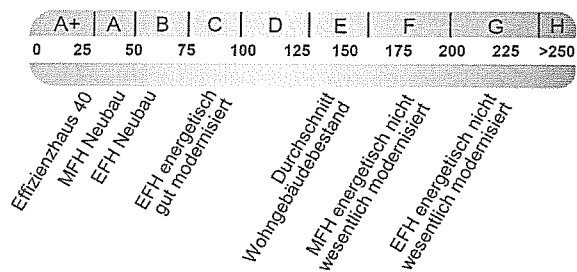 A+ A B C D E F G H
0 25 50 75 100 125 150 175 200 225 >250
Effizienzhaus 40
MFH Neubau
EFH Neubau
EFH energetisch
gut modernisiert
Durchschnitt
Wohngebäudebestand
MFH energetisch nicht
wesentlich modernisiert
EFH energetisch nicht
wesentlich modernisiert